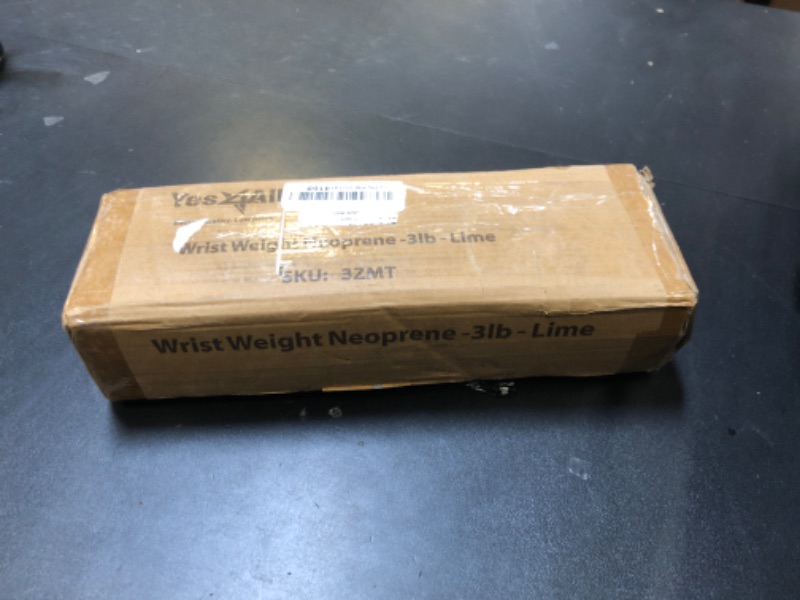 Yes4All
Wrist Weight Neoprene -3lb - Lime
SKU: 3ZMT
Wrist Weight Neoprene -3lb - Lime